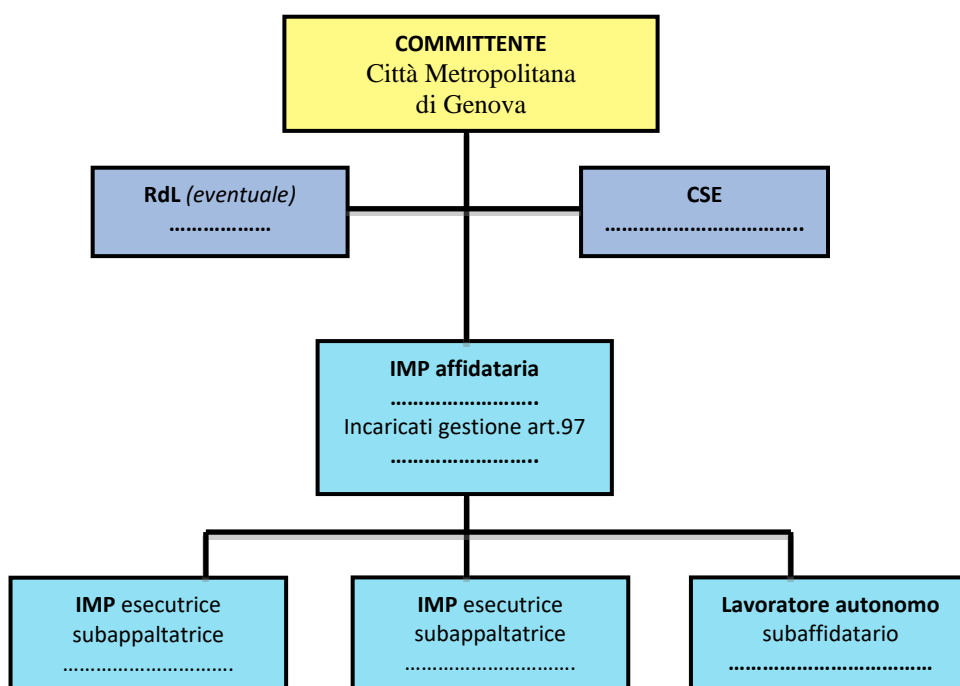 COMMITTENTE
Città Metropolitana
di Genova
RdL (eventuale)
………………
CSE
……………………………..
IMP affidataria
……………………..
Incaricati gestione art.97
……………………..
IMP esecutrice
subappaltatrice
………………………….
IMP esecutrice
subappaltatrice
………………………….
Lavoratore autonomo
subaffidatario
………………………………